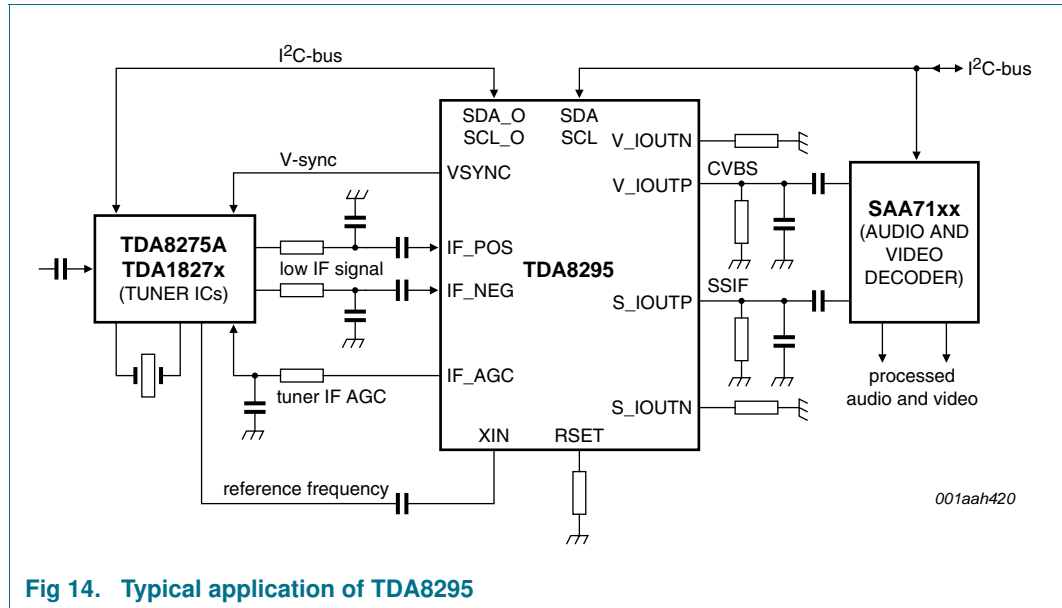 I2C-bus
I2C-bus
SDA_O
SCL_O
SDA
SCL
V_IOUTN
V-sync
VSYNC
CVBS
V_IOUTP
SAA71xx
(AUDIO AND
VIDEO
DECODER)
TDA8275A
TDA1827x
(TUNER ICs)
IF_POS
low IF signal
TDA8295
IF_NEG
SSIF
S_IOUTP
IF_AGC
tuner IF AGC
processed
audio and video
S_IOUTN
XIN
RSET
reference frequency
001aah420
Fig 14. Typical application of TDA8295